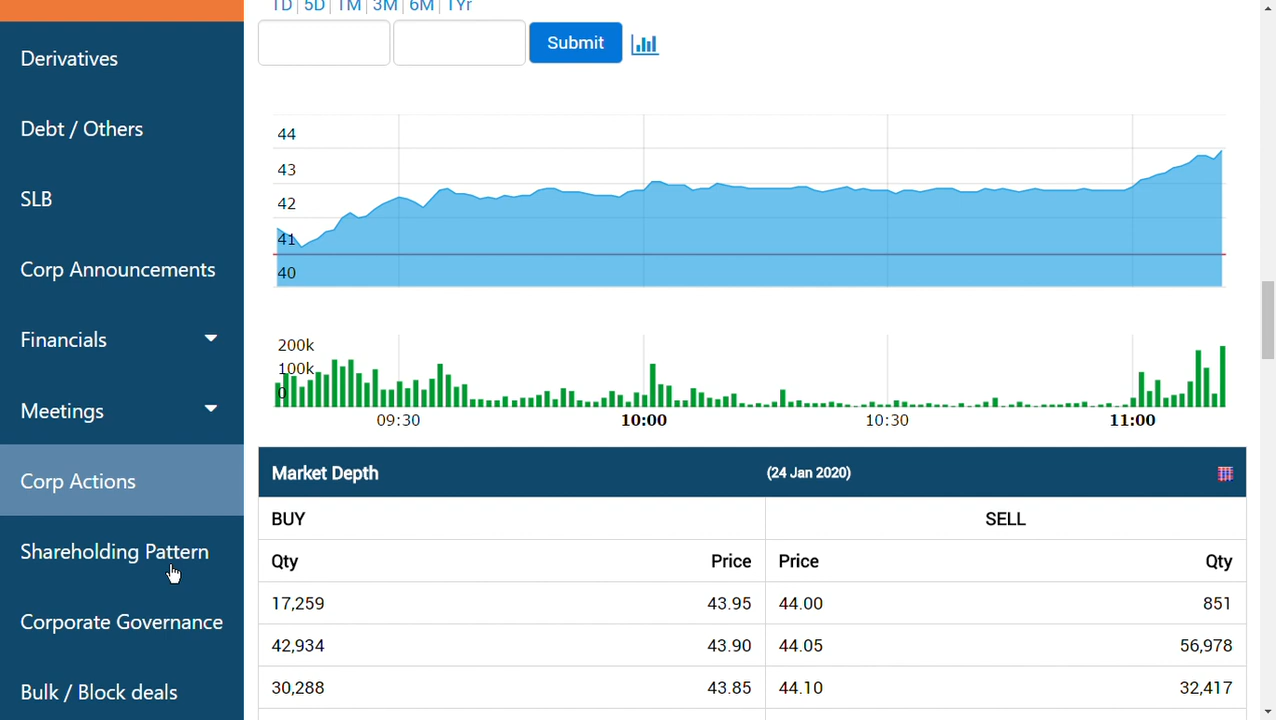 1D | 5D | 1M | 3M | 6M | 1Yr
Submit
Derivatives
Debt / Others
SLB
Corp Announcements
Financials
Meetings
Corp Actions
Shareholding Pattern
Corporate Governance
Bulk / Block deals
44
43
42
41
40
200k
100k
0
09:30 10:00 10:30 11:00
Market Depth (24 Jan 2020)
BUY SELL
Qty Price Price Qty
17,259 43.95 44.00 851
42,934 43.90 44.05 56,978
30,288 43.85 44.10 32,417